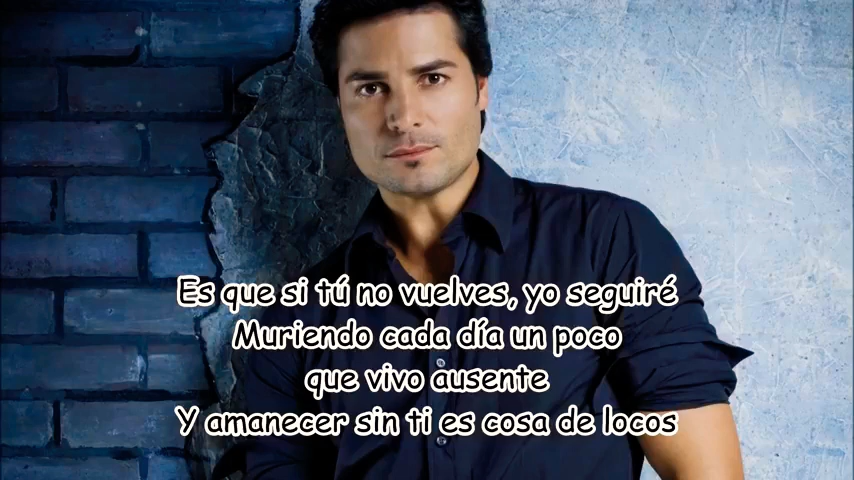 Es que si tú no vuelves, yo seguiré
Muriendo cada día un poco
que vivo ausente
Y amanecer sin ti es cosa de locos